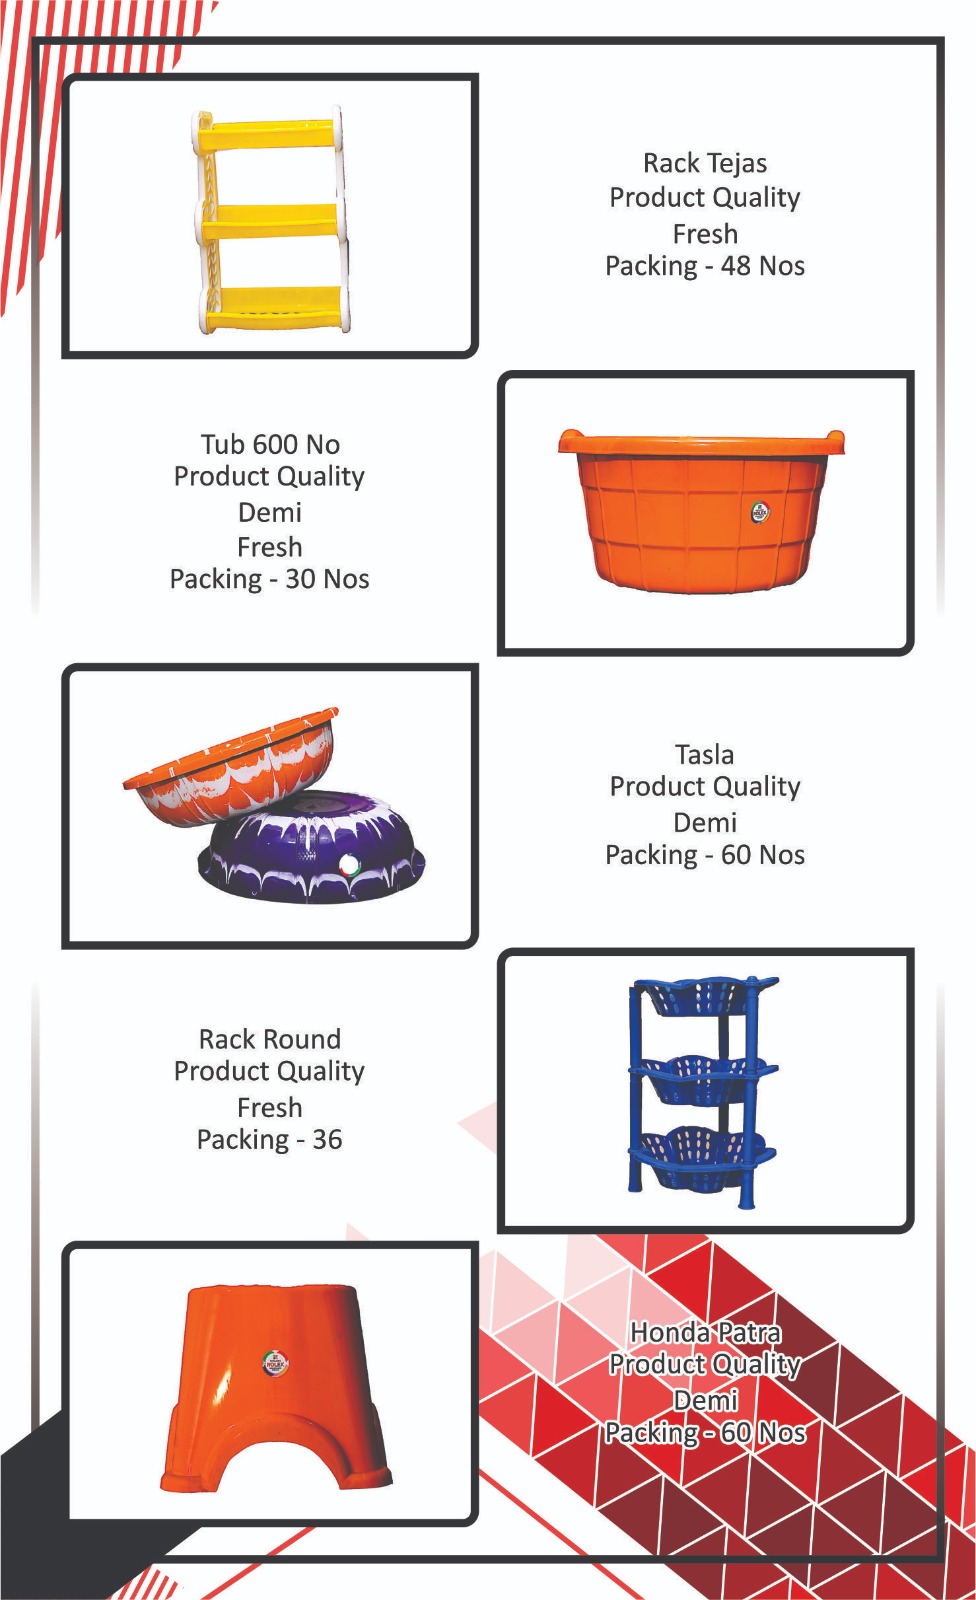 Rack Tejas
Product Quality
Fresh
Packing - 48 Nos
Tub 600 No
Product Quality
Demi
Fresh
Packing - 30 Nos
ROLEX
Tasla
Product Quality
Demi
Packing - 60 Nos
Rack Round
Product Quality
Fresh
Packing - 36
ROLEX
Honda Patra
Product Quality
Demi
Packing - 60 Nos